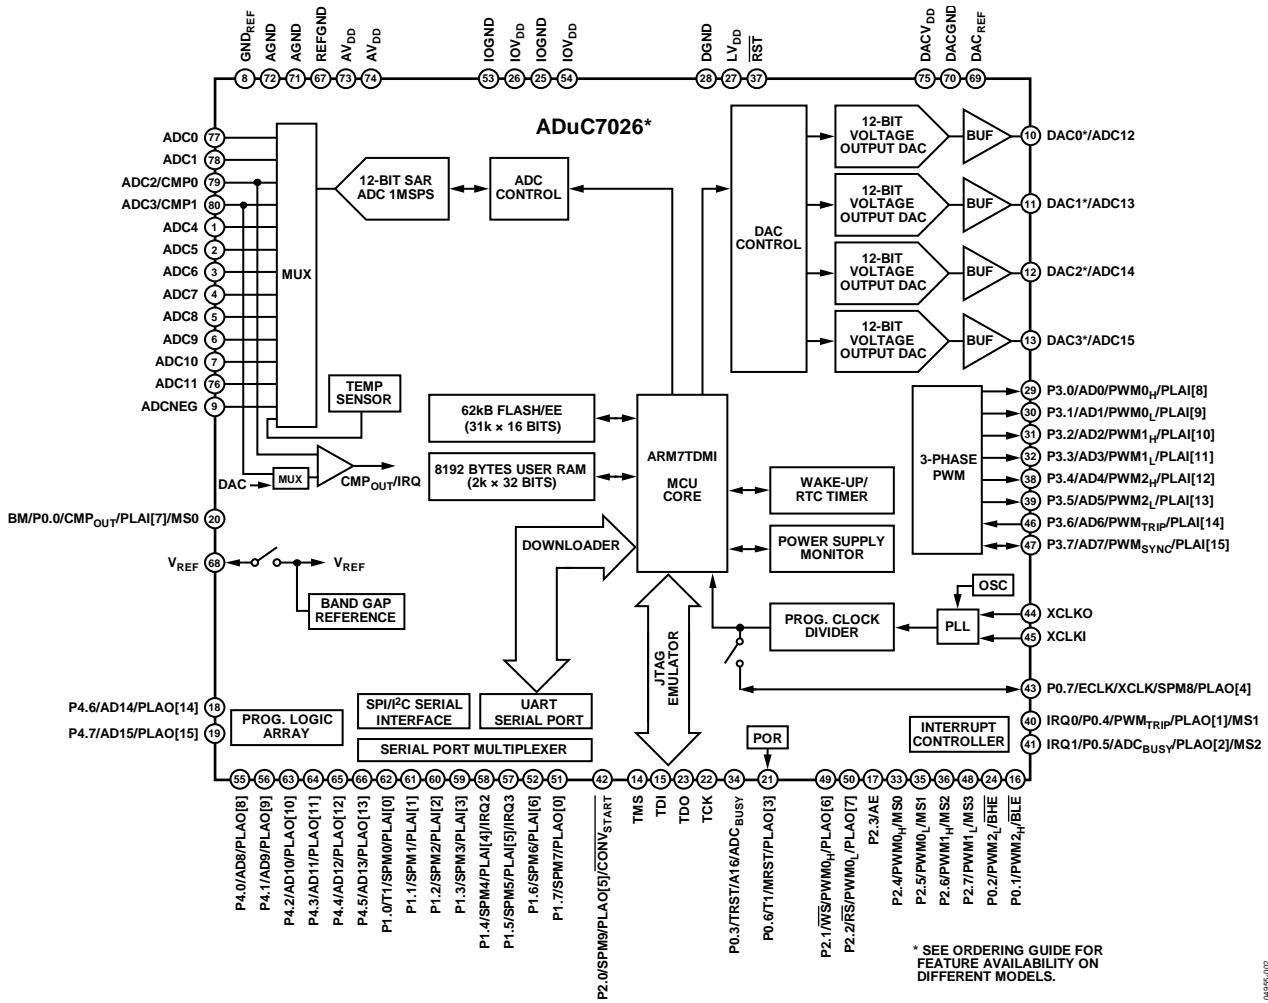 GNDREF
AGND
AGND
REFGND
AVDD
AVDD
IOGND
IOVDD
IOGND
IOVDD
DGND
LVDD
RST
DACVDD
DACGND
DACREF
8
72
71
67
73
74
53
26
25
54
28
27
37
75
70
69
ADuC7026*
ADC0
77
ADC1
78
ADC2/CMP0
79
ADC3/CMP1
80
ADC4
1
ADC5
2
ADC6
3
ADC7
4
ADC8
5
ADC9
6
ADC10
7
ADC11
76
ADCNEG
9
MUX
12-BIT SAR
ADC 1MSPS
ADC
CONTROL
TEMP
SENSOR
DAC
MUX
CMPOUT/IRQ
BM/P0.0/CMPOUT/PLAI[7]/MS0
20
VREF
68
VREF
BAND GAP
REFERENCE
DAC
CONTROL
12-BIT
VOLTAGE
OUTPUT DAC
BUF
10
DAC0*/ADC12
12-BIT
VOLTAGE
OUTPUT DAC
BUF
11
DAC1*/ADC13
12-BIT
VOLTAGE
OUTPUT DAC
BUF
12
DAC2*/ADC14
12-BIT
VOLTAGE
OUTPUT DAC
BUF
13
DAC3*/ADC15
62kB FLASH/EE
(31k × 16 BITS)
8192 BYTES USER RAM
(2k × 32 BITS)
ARM7TDMI
MCU
CORE
WAKE-UP/
RTC TIMER
POWER SUPPLY
MONITOR
3-PHASE
PWM
29
P3.0/AD0/PWM0H/PLAI[8]
30
P3.1/AD1/PWM0L/PLAI[9]
31
P3.2/AD2/PWM1H/PLAI[10]
32
P3.3/AD3/PWM1L/PLAI[11]
38
P3.4/AD4/PWM2H/PLAI[12]
39
P3.5/AD5/PWM2L/PLAI[13]
46
P3.6/AD6/PWMTRIP/PLAI[14]
47
P3.7/AD7/PWMSYNC/PLAI[15]
DOWNLOADER
JTAG
EMULATOR
PROG. CLOCK
DIVIDER
OSC
PLL
44
XCLKO
45
XCLKI
43
P0.7/ECLK/XCLK/SPM8/PLAO[4]
40
IRQ0/P0.4/PWMTRIP/PLAO[1]/MS1
41
IRQ1/P0.5/ADCBUSY/PLAO[2]/MS2
INTERRUPT
CONTROLLER
P4.6/AD14/PLAO[14]
18
P4.7/AD15/PLAO[15]
19
PROG. LOGIC
ARRAY
SPI/I2C SERIAL
INTERFACE
UART
SERIAL PORT
SERIAL PORT MULTIPLEXER
POR
55
56
63
64
65
66
62
61
60
59
58
57
52
51
42
14
15
23
22
34
21
49
50
17
33
35
36
48
24
16
P4.0/AD8/PLAO[8]
P4.1/AD9/PLAO[9]
P4.2/AD10/PLAO[10]
P4.3/AD11/PLAO[11]
P4.4/AD12/PLAO[12]
P4.5/AD13/PLAO[13]
P1.0/T1/SPM0/PLAI[0]
P1.1/SPM1/PLAI[1]
P1.2/SPM2/PLAI[2]
P1.3/SPM3/PLAI[3]
P1.4/SPM4/PLAI[4]/IRQ2
P1.5/SPM5/PLAI[5]/IRQ3
P1.6/SPM6/PLAI[6]
P1.7/SPM7/PLAO[0]
P2.0/SPM9/PLAO[5]/CONVSTART
TMS
TDI
TDO
TCK
P0.3/TRST/A16/ADCBUSY
P0.6/T1/MRST/PLAO[3]
P2.1/WS/PWM0H/PLAO[6]
P2.2/RS/PWM0L/PLAO[7]
P2.3/AE
P2.4/PWM0H/MS0
P2.5/PWM0L/MS1
P2.6/PWM1H/MS2
P2.7/PWM1L/MS3
P0.2/PWM2L/BHE
P0.1/PWM2H/BLE
* SEE ORDERING GUIDE FOR
FEATURE AVAILABILITY ON
DIFFERENT MODELS.
04955-002